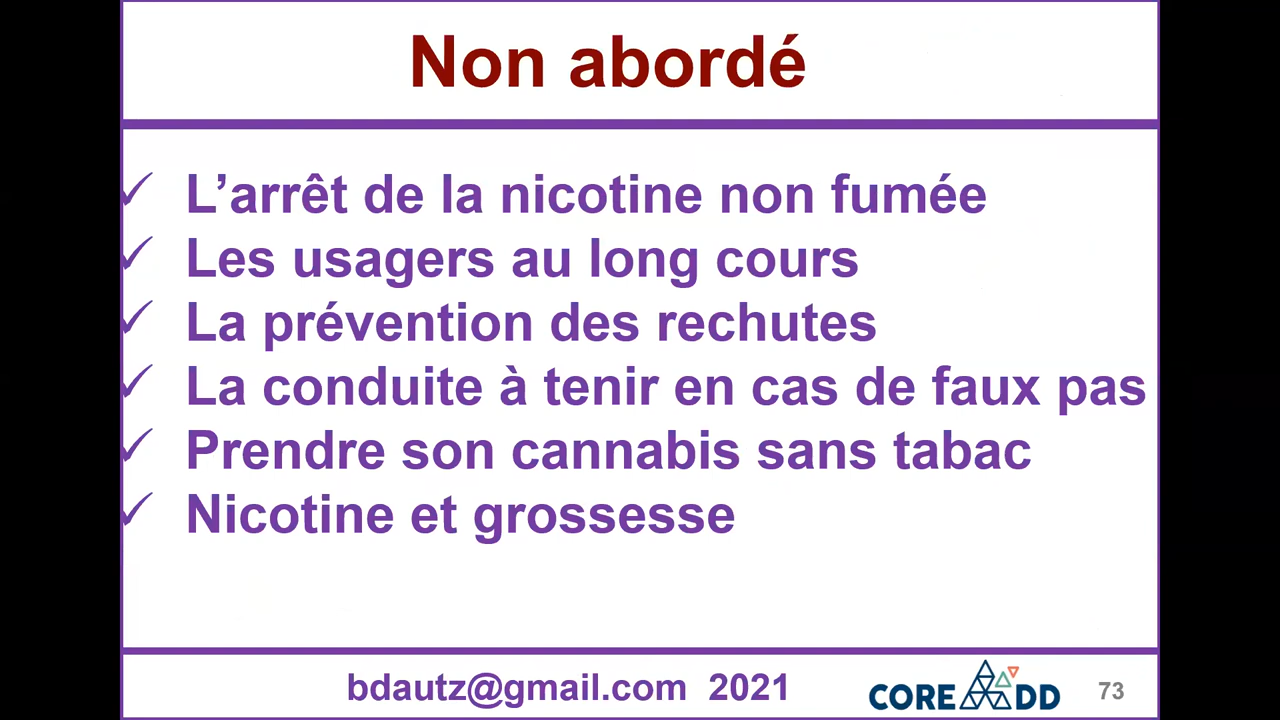 Non abordé
✓ L’arrêt de la nicotine non fumée
✓ Les usagers au long cours
✓ La prévention des rechutes
✓ La conduite à tenir en cas de faux pas
✓ Prendre son cannabis sans tabac
✓ Nicotine et grossesse
bdautz@gmail.com 2021
COREADD
73